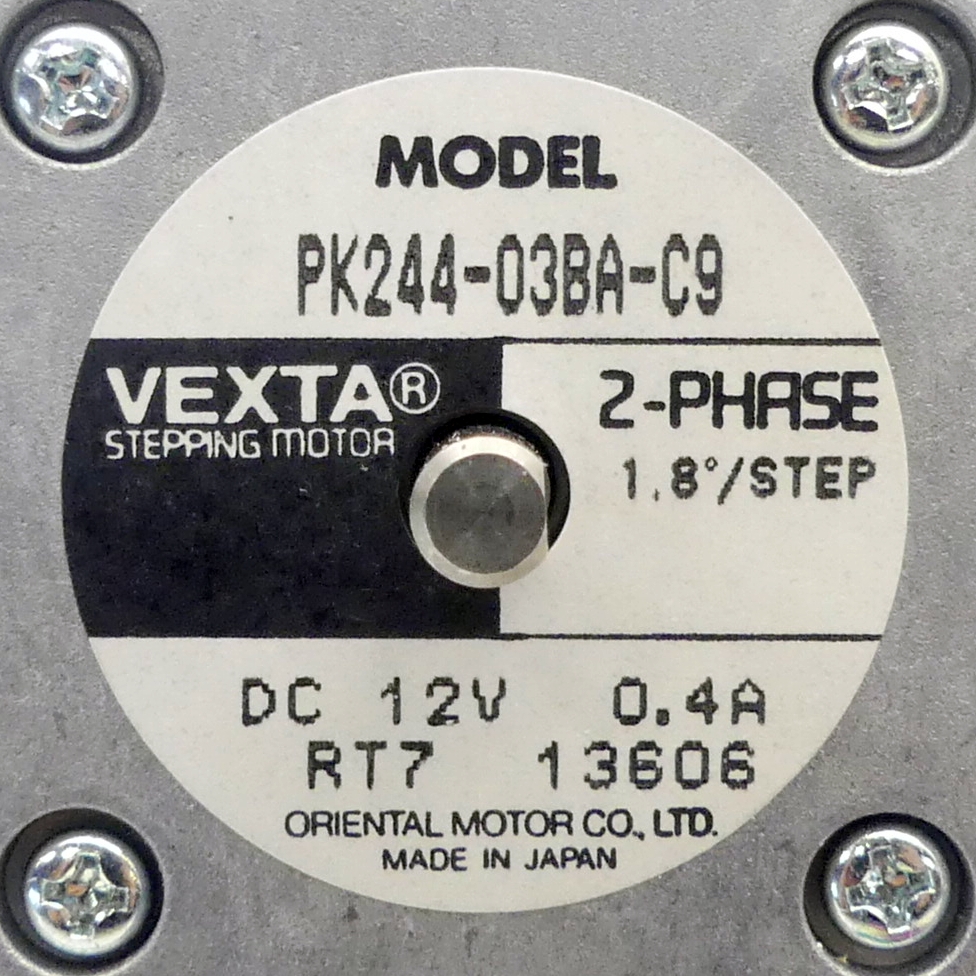 MODEL
PK244-03BA-C9
VEXTA®
STEPPING MOTOR
2-PHASE
1.8°/STEP
DC 12V 0.4A
RT7 13606
ORIENTAL MOTOR CO., LTD.
MADE IN JAPAN